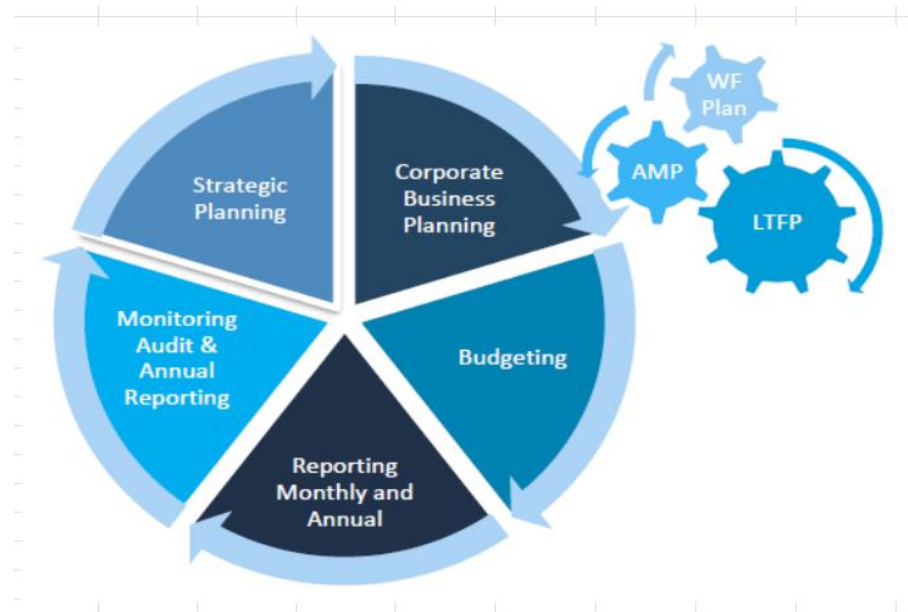 Strategic
Planning
Corporate
Business
Planning
WF
Plan
AMP
LTFP
Budgeting
Reporting
Monthly and
Annual
Monitoring
Audit &
Annual
Reporting